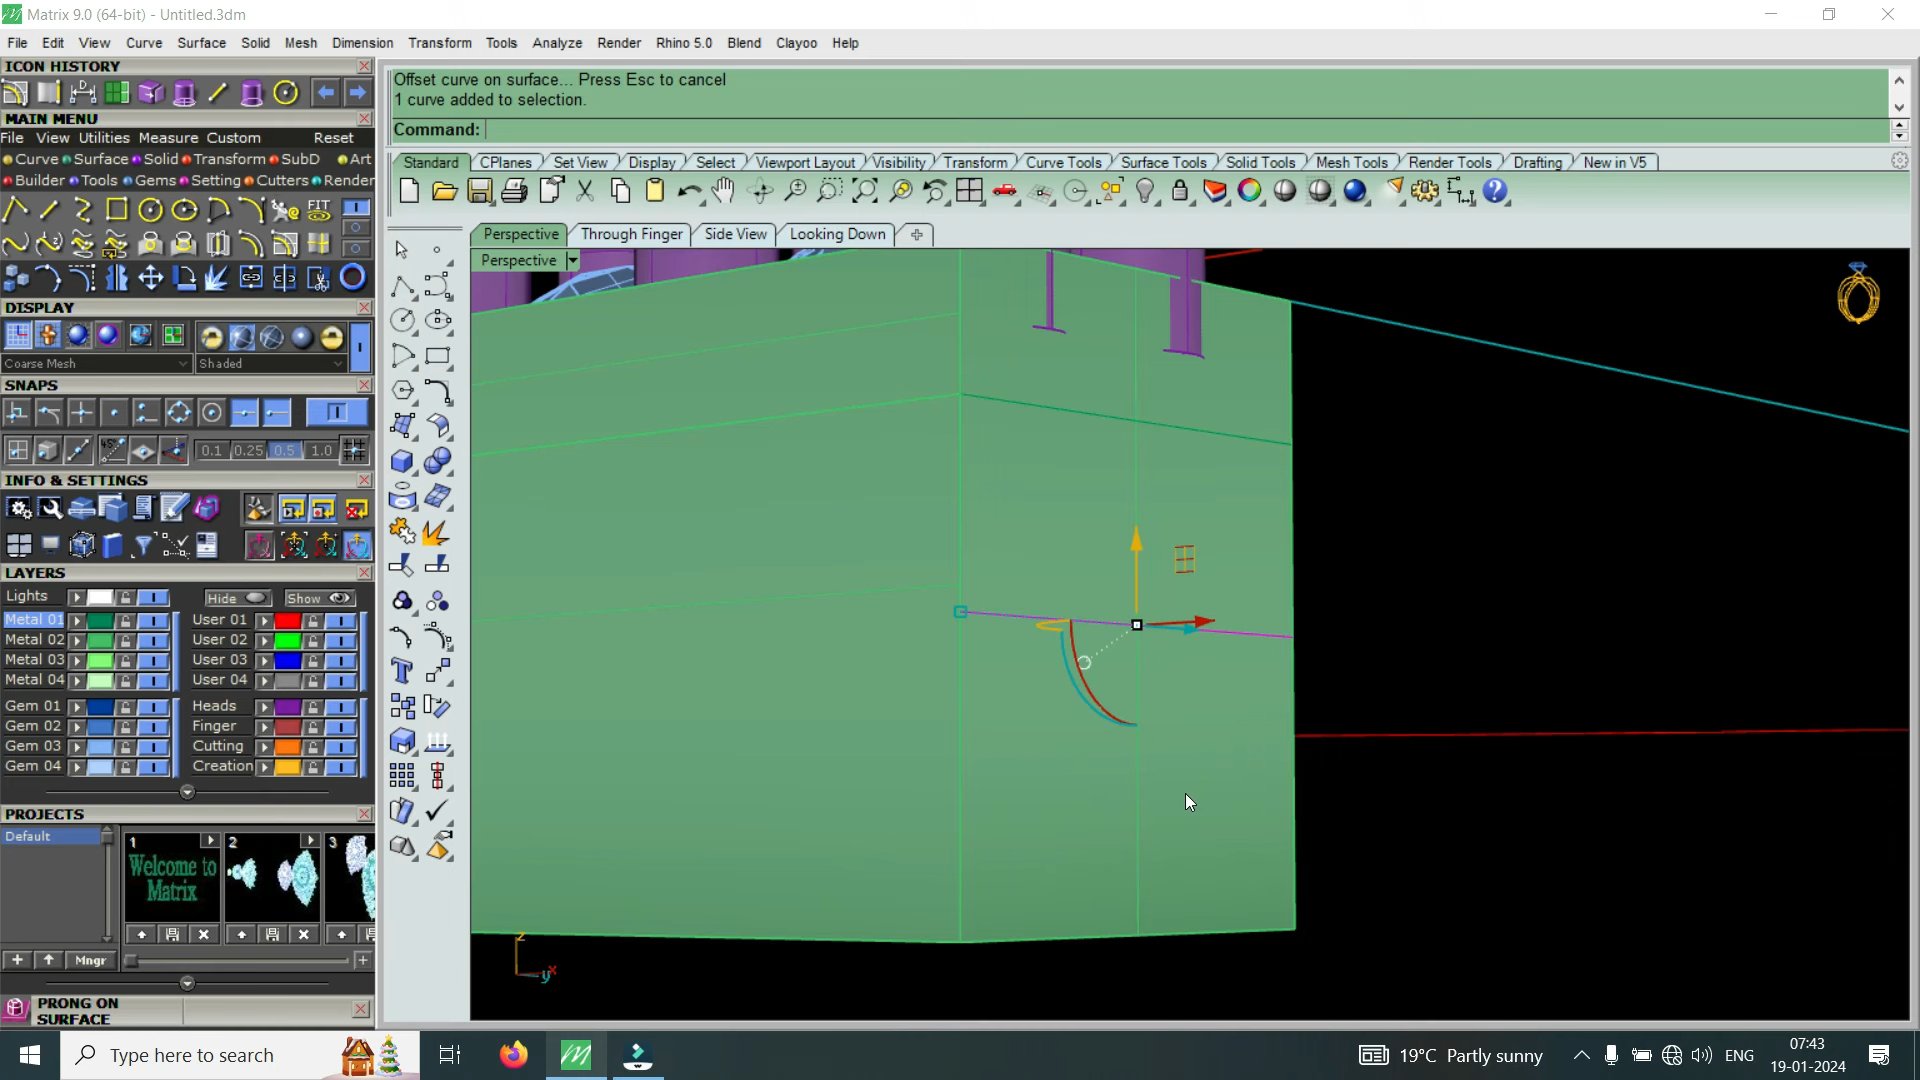 Matrix 9.0 (64-bit) - Untitled.3dm
File Edit View Curve Surface Solid Mesh Dimension Transform Tools Analyze Render Rhino 5.0 Blend Clayoo Help
ICON HISTORY
MAIN MENU
File View Utilities Measure Custom Reset
Curve Surface Solid Transform SubD Art
Builder Tools Gems Setting Cutters Render
FIT
DISPLAY
Coarse Mesh Shaded
SNAPS
45°
0.1 0.25 0.5 1.0
INFO & SETTINGS
LAYERS
Lights Hide Show
Metal 01 User 01
Metal 02 User 02
Metal 03 User 03
Metal 04 User 04
Gem 01 Heads
Gem 02 Finger
Gem 03 Cutting
Gem 04 Creation
PROJECTS
Default
1 2 3
Welcome to
Matrix
Mngr
PRONG ON
SURFACE
Offset curve on surface... Press Esc to cancel
1 curve added to selection.
Command:
Standard CPlanes Set View Display Select Viewport Layout Visibility Transform Curve Tools Surface Tools Solid Tools Mesh Tools Render Tools Drafting New in V5
Perspective Through Finger Side View Looking Down
Perspective
z
x
y
Type here to search
19°C Partly sunny
ENG
07:43
19-01-2024